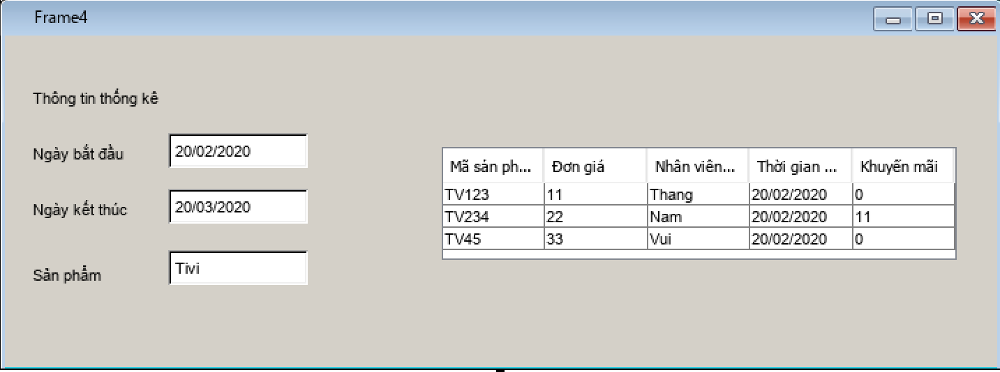 Frame4
Thông tin thống kê
Ngày bắt đầu 20/02/2020
Ngày kết thúc 20/03/2020
Sản phẩm Tivi
Mã sản ph... Đơn giá Nhân viên... Thời gian ... Khuyến mãi
TV123 11 Thang 20/02/2020 0
TV234 22 Nam 20/02/2020 11
TV45 33 Vui 20/02/2020 0